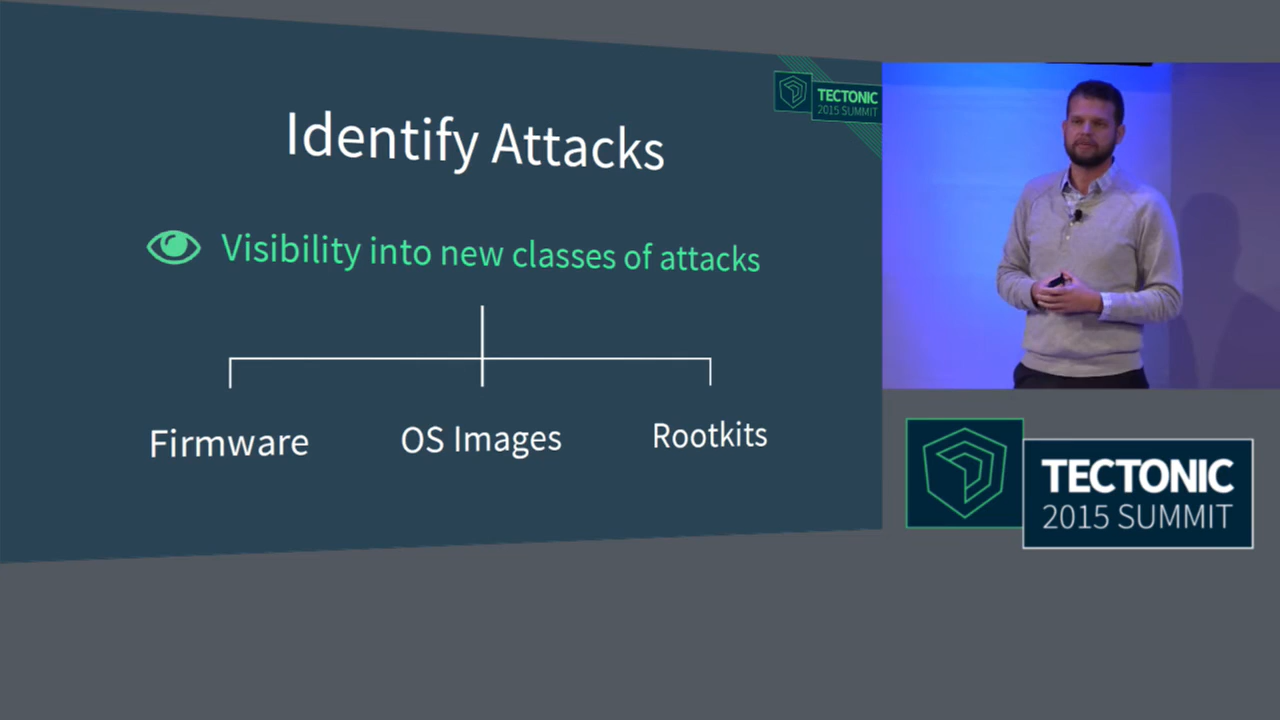 Identify Attacks
Visibility into new classes of attacks
Firmware
OS Images
Rootkits
TECTONIC
2015 SUMMIT
TECTONIC
2015 SUMMIT